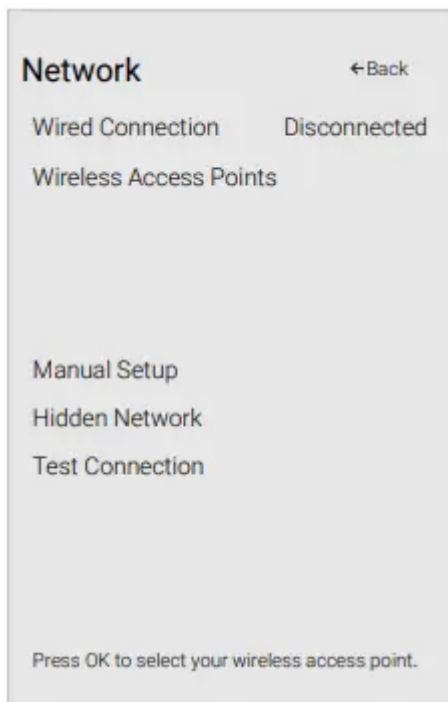 Network ←Back
Wired Connection Disconnected
Wireless Access Points
Manual Setup
Hidden Network
Test Connection
Press OK to select your wireless access point.